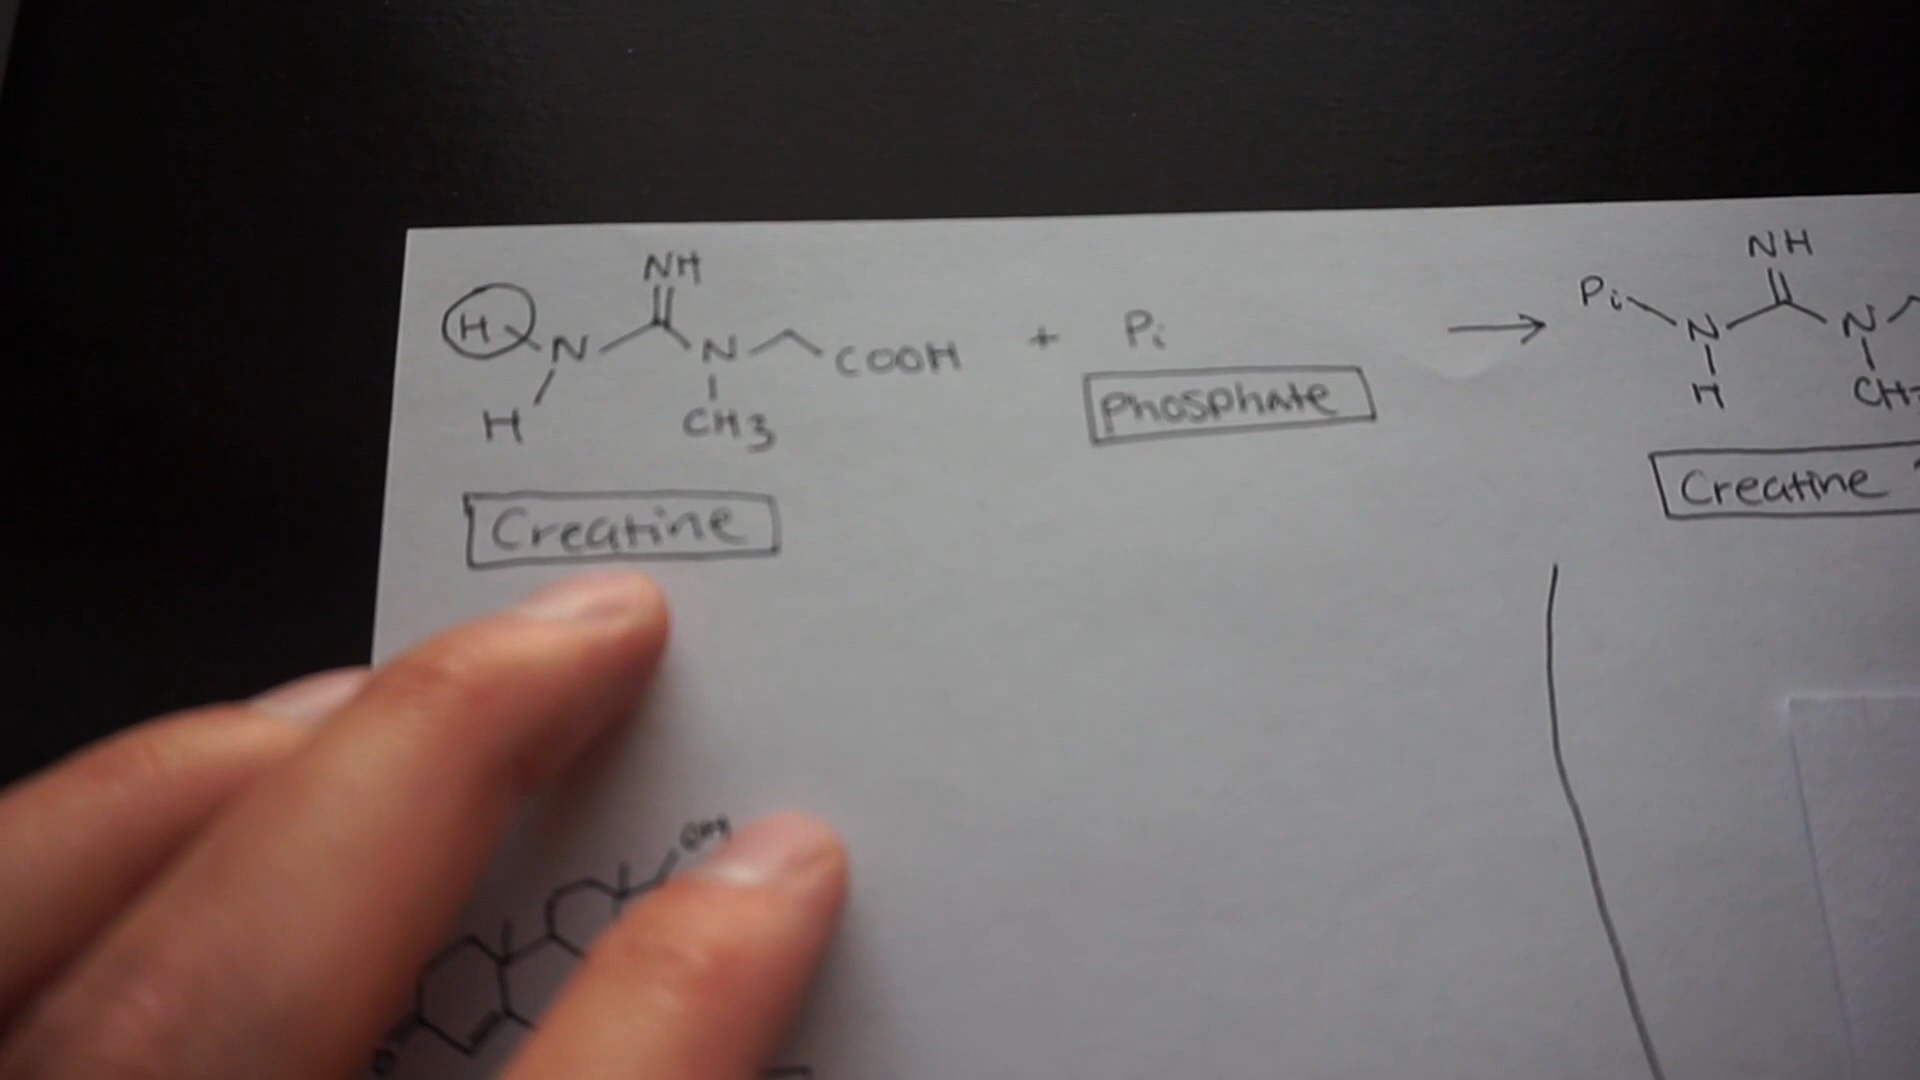 NH
H N N COOH + Pi →
H CH3
Phosphate
Creatine
NH
Pi N N
H CH
Creatine
OH
O